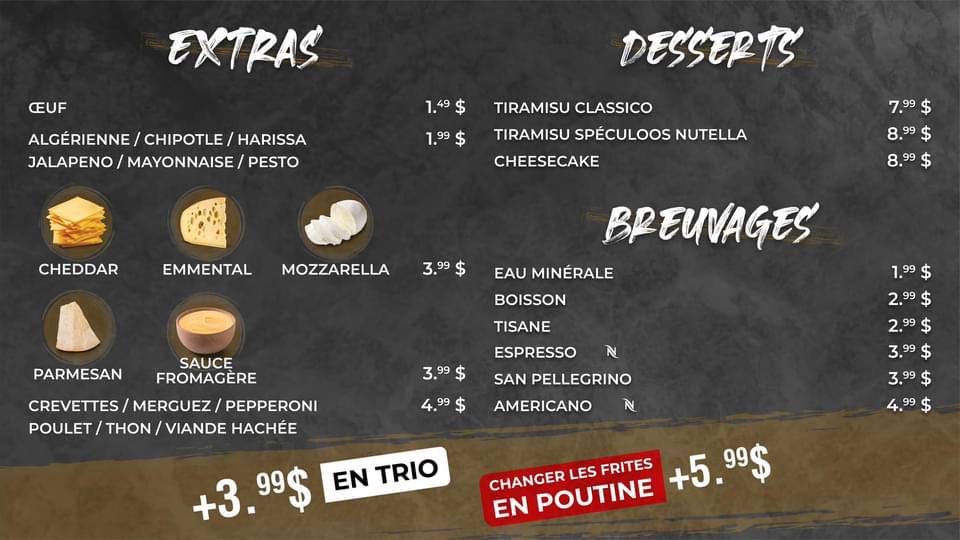 EXTRAS
ŒUF 1.49 $
ALGÉRIENNE / CHIPOTLE / HARISSA 1.99 $
JALAPENO / MAYONNAISE / PESTO
CHEDDAR EMMENTAL MOZZARELLA 3.99 $
PARMESAN SAUCE
FROMAGÈRE 3.99 $
CREVETTES / MERGUEZ / PEPPERONI 4.99 $
POULET / THON / VIANDE HACHÉE
DESSERTS
TIRAMISU CLASSICO 7.99 $
TIRAMISU SPÉCULOOS NUTELLA 8.99 $
CHEESECAKE 8.99 $
BREUVAGES
EAU MINÉRALE 1.99 $
BOISSON 2.99 $
TISANE 2.99 $
ESPRESSO 3.99 $
SAN PELLEGRINO 3.99 $
AMERICANO 4.99 $
+3.99$ EN TRIO
CHANGER LES FRITES
EN POUTINE +5.99$